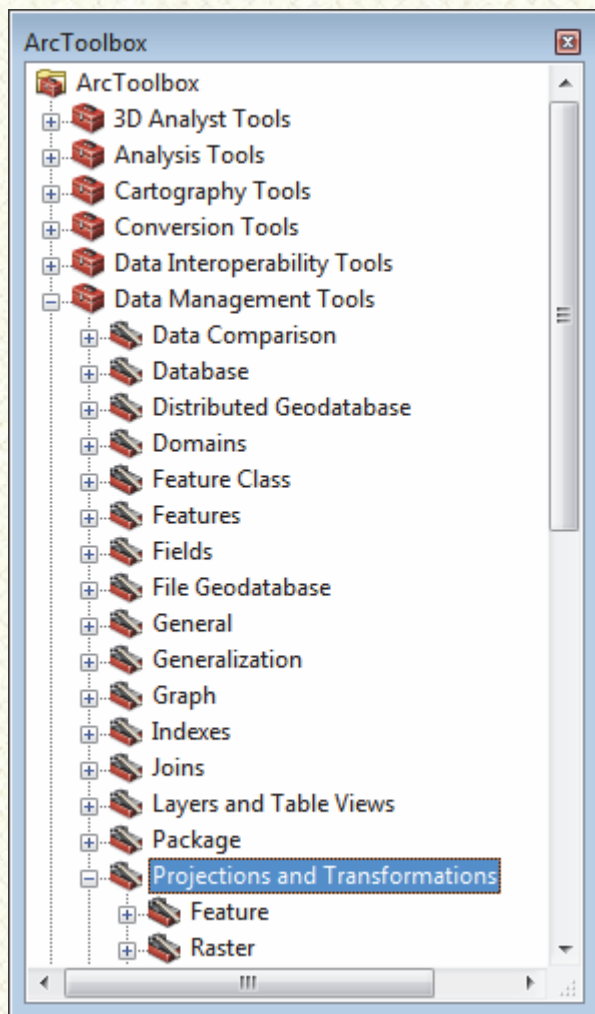 ArcToolbox
ArcToolbox
3D Analyst Tools
Analysis Tools
Cartography Tools
Conversion Tools
Data Interoperability Tools
Data Management Tools
Data Comparison
Database
Distributed Geodatabase
Domains
Feature Class
Features
Fields
File Geodatabase
General
Generalization
Graph
Indexes
Joins
Layers and Table Views
Package
Projections and Transformations
Feature
Raster